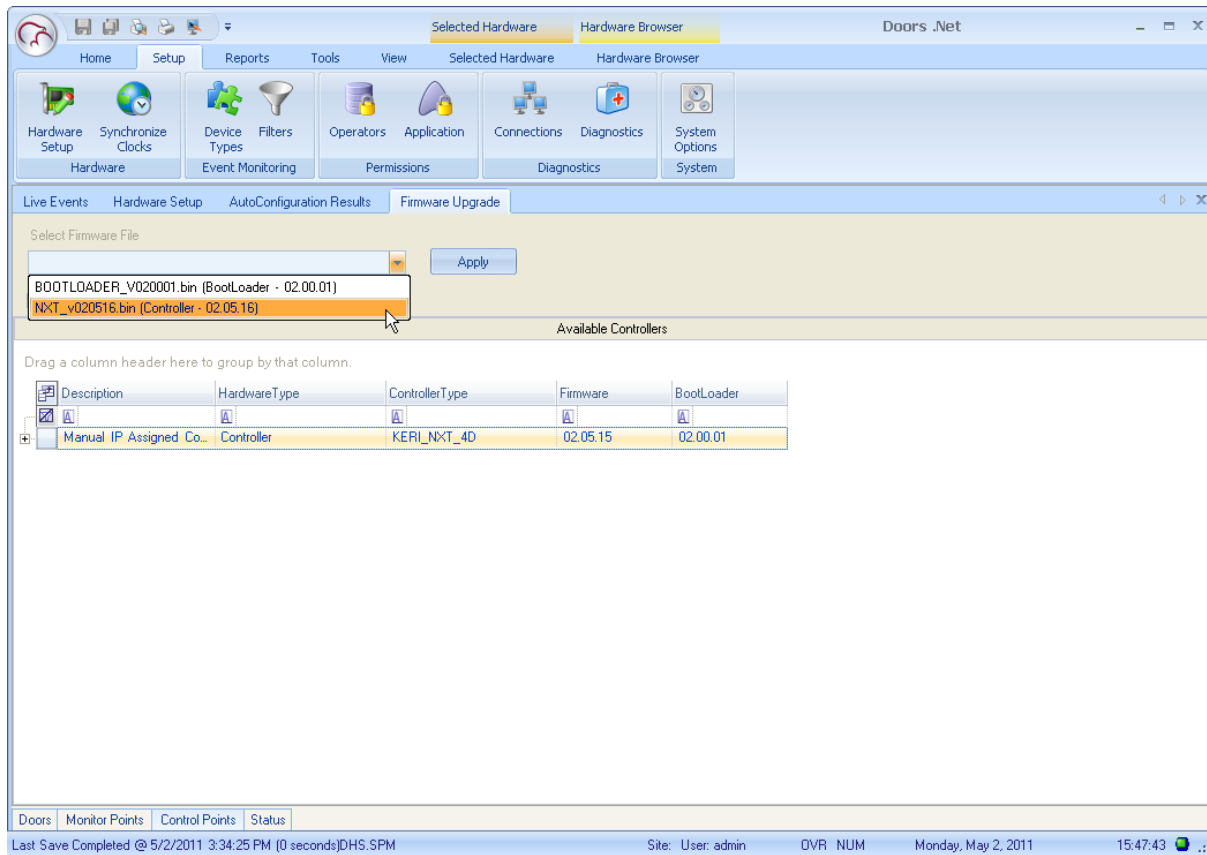 Selected Hardware Hardware Browser Doors .Net
Home Setup Reports Tools View Selected Hardware Hardware Browser
Hardware Setup Synchronize Clocks Device Types Filters Operators Application Connections Diagnostics System Options
Hardware Event Monitoring Permissions Diagnostics System
Live Events Hardware Setup AutoConfiguration Results Firmware Upgrade
Select Firmware File
Apply
BOOTLOADER_V020001.bin (BootLoader - 02.00.01)
NXT_v020516.bin (Controller - 02.05.16)
Available Controllers
Drag a column header here to group by that column.
Description HardwareType ControllerType Firmware BootLoader
A A A A A
Manual IP Assigned Co... Controller KERI_NXT_4D 02.05.15 02.00.01
Doors Monitor Points Control Points Status
Last Save Completed @ 5/2/2011 3:34:25 PM (0 seconds)DHS.SPM Site: User: admin OVR NUM Monday, May 2, 2011 15:47:43